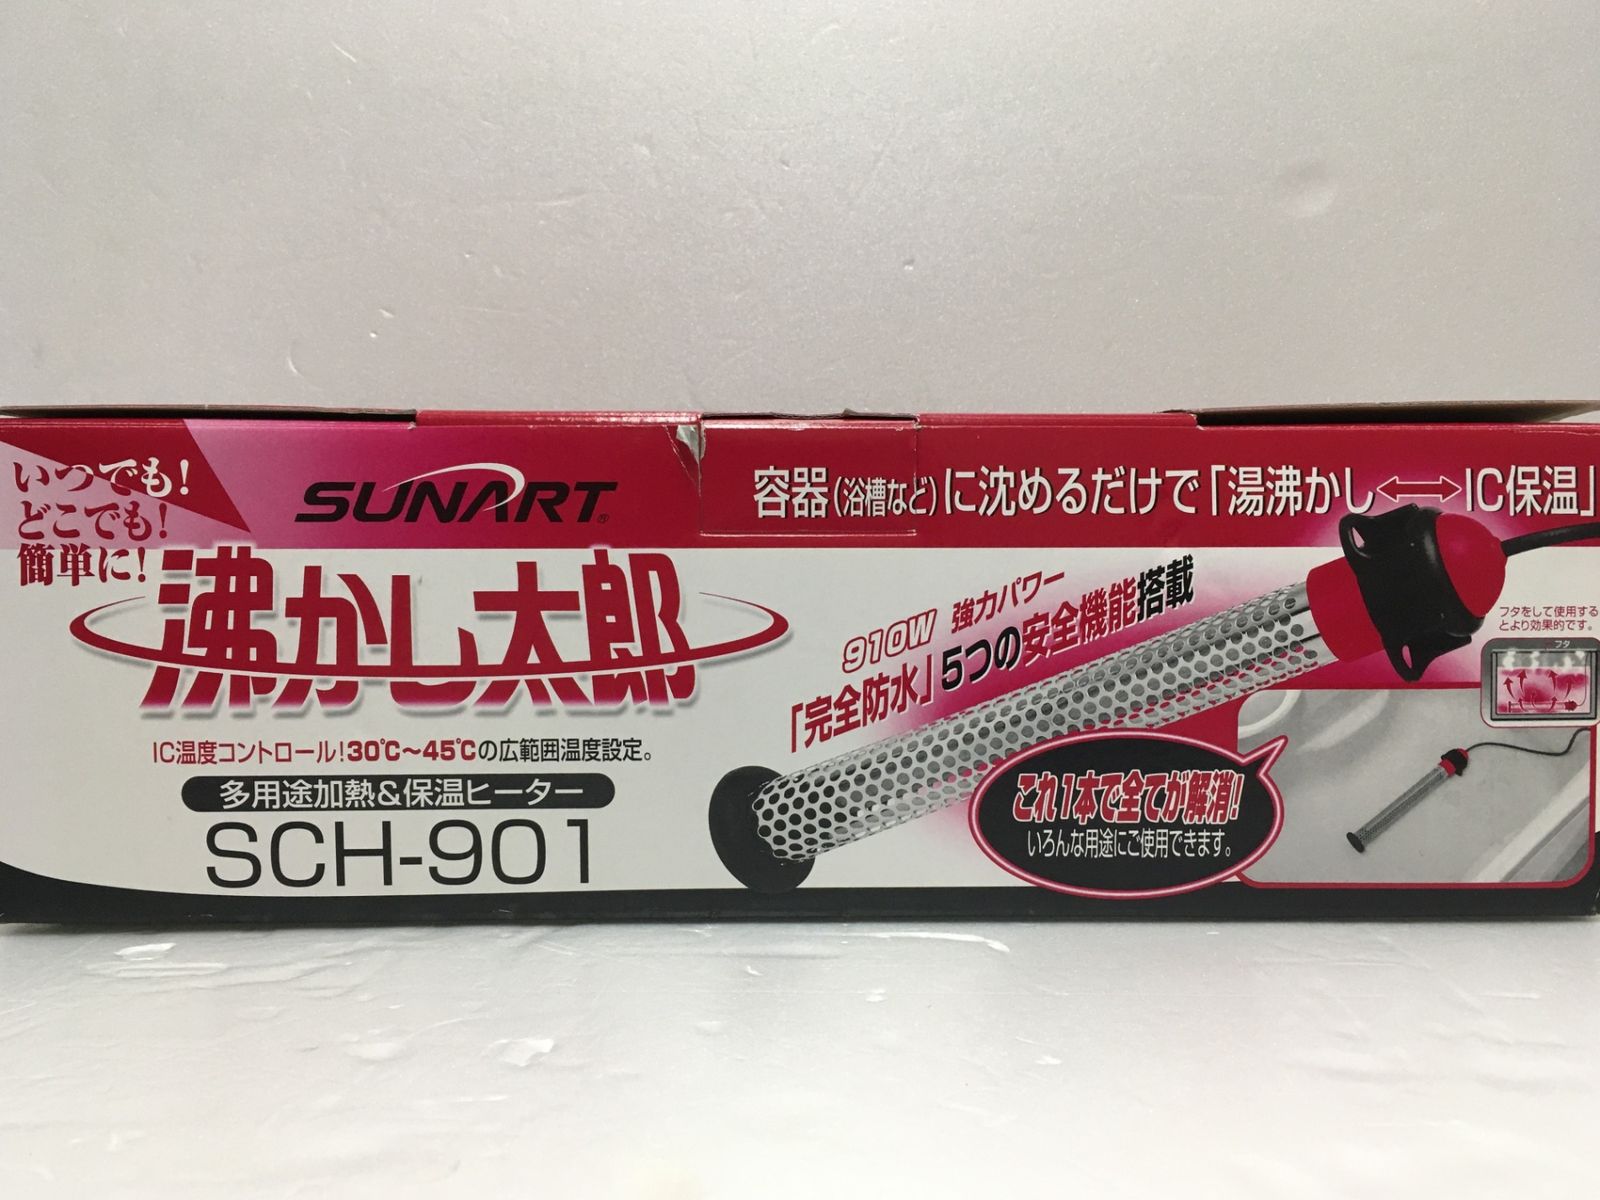 いつでも!
どこでも!
簡単に!
SUNART®
容器(浴槽など)に沈めるだけで「湯沸かし⟷IC保温」
沸かし太郎
910W 強力パワー
「完全防水」5つの安全機能搭載
フタをして使用する
とより効果的です。
フタ
IC温度コントロール!30℃～45℃の広範囲温度設定。
多用途加熱&保温ヒーター
SCH-901
これ1本で全てが解消!
いろんな用途にご使用できます。